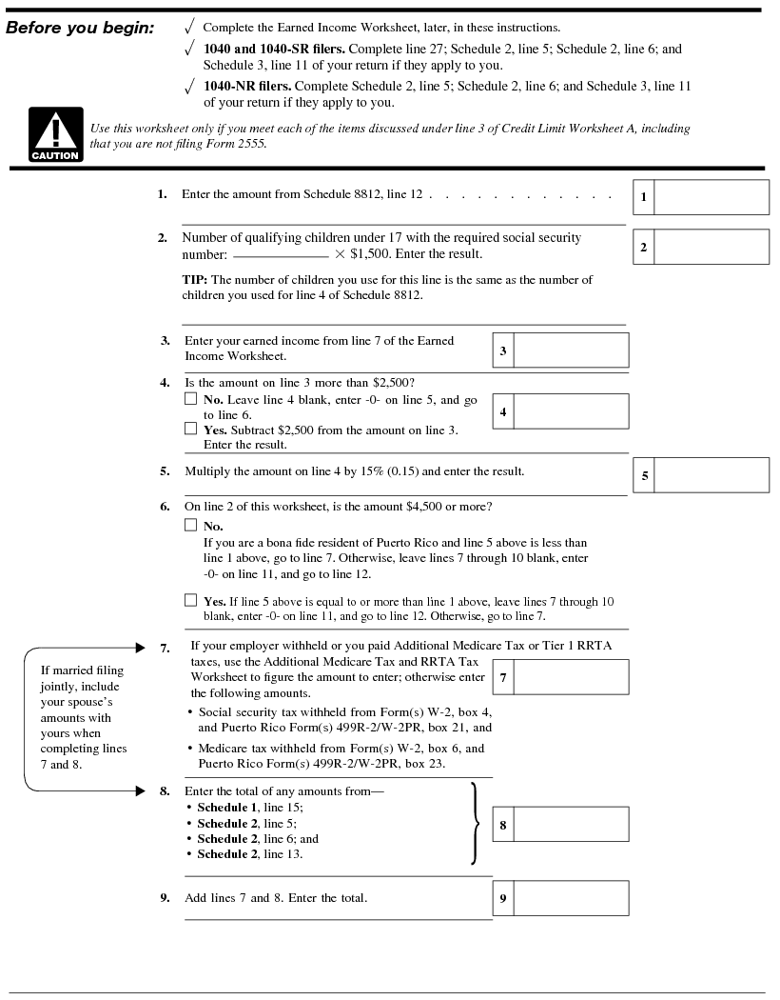 Before you begin:
√ Complete the Earned Income Worksheet, later, in these instructions.
√ 1040 and 1040-SR filers. Complete line 27; Schedule 2, line 5; Schedule 2, line 6; and
Schedule 3, line 11 of your return if they apply to you.
√ 1040-NR filers. Complete Schedule 2, line 5; Schedule 2, line 6; and Schedule 3, line 11
of your return if they apply to you.
CAUTION
Use this worksheet only if you meet each of the items discussed under line 3 of Credit Limit Worksheet A, including
that you are not filing Form 2555.
1. Enter the amount from Schedule 8812, line 12 . . . . . . . . . . . . 1
2. Number of qualifying children under 17 with the required social security
number: ____________ × $1,500. Enter the result. 2
TIP: The number of children you use for this line is the same as the number of
children you used for line 4 of Schedule 8812.
3. Enter your earned income from line 7 of the Earned
Income Worksheet. 3
4. Is the amount on line 3 more than $2,500?
No. Leave line 4 blank, enter -0- on line 5, and go
to line 6. 4
Yes. Subtract $2,500 from the amount on line 3.
Enter the result.
5. Multiply the amount on line 4 by 15% (0.15) and enter the result. 5
6. On line 2 of this worksheet, is the amount $4,500 or more?
No.
If you are a bona fide resident of Puerto Rico and line 5 above is less than
line 1 above, go to line 7. Otherwise, leave lines 7 through 10 blank, enter
-0- on line 11, and go to line 12.
Yes. If line 5 above is equal to or more than line 1 above, leave lines 7 through 10
blank, enter -0- on line 11, and go to line 12. Otherwise, go to line 7.
If married filing
jointly, include
your spouse's
amounts with
yours when
completing lines
7 and 8.
7. If your employer withheld or you paid Additional Medicare Tax or Tier 1 RRTA
taxes, use the Additional Medicare Tax and RRTA Tax
Worksheet to figure the amount to enter; otherwise enter 7
the following amounts.
• Social security tax withheld from Form(s) W-2, box 4,
and Puerto Rico Form(s) 499R-2/W-2PR, box 21, and
• Medicare tax withheld from Form(s) W-2, box 6, and
Puerto Rico Form(s) 499R-2/W-2PR, box 23.
8. Enter the total of any amounts from—
• Schedule 1, line 15;
• Schedule 2, line 5; 8
• Schedule 2, line 6; and
• Schedule 2, line 13.
9. Add lines 7 and 8. Enter the total. 9